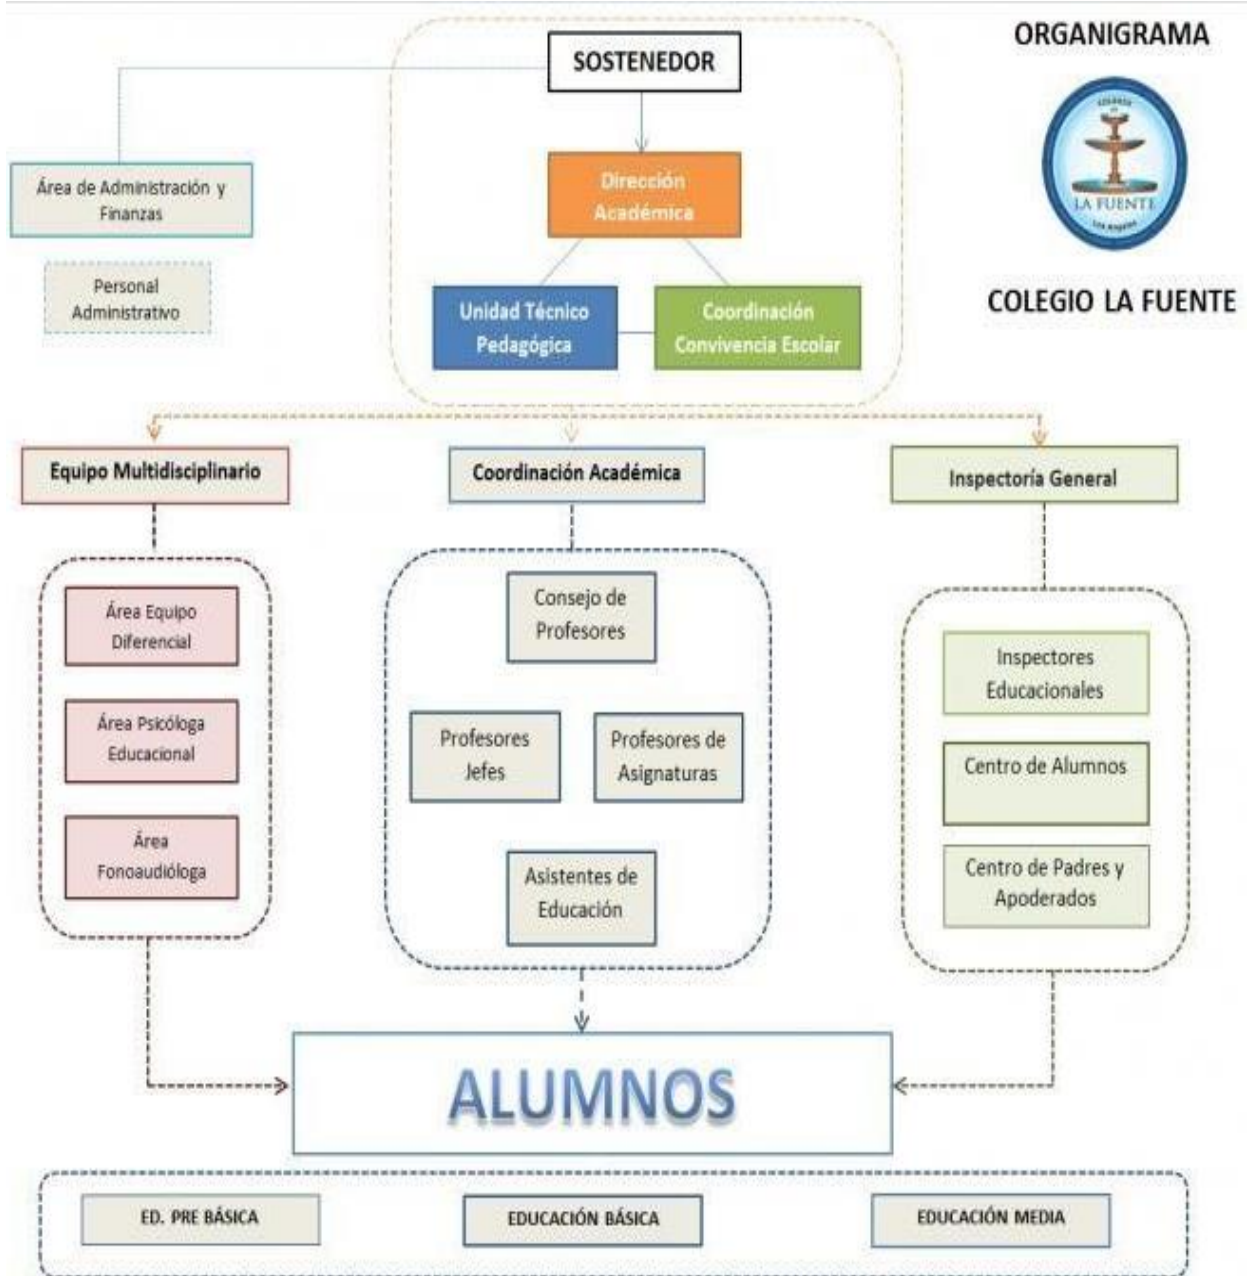 ORGANIGRAMA
COLEGIO
LA FUENTE
Los Angeles
COLEGIO LA FUENTE
SOSTENEDOR
Área de Administración y
Finanzas
Personal
Administrativo
Dirección
Académica
Unidad Técnico
Pedagógica
Coordinación
Convivencia Escolar
Equipo Multidisciplinario
Coordinación Académica
Inspectoría General
Área Equipo
Diferencial
Área Psicóloga
Educacional
Área
Fonoaudióloga
Consejo de
Profesores
Profesores
Jefes
Profesores de
Asignaturas
Asistentes de
Educación
Inspectores
Educacionales
Centro de Alumnos
Centro de Padres y
Apoderados
ALUMNOS
ED. PRE BÁSICA
EDUCACIÓN BÁSICA
EDUCACIÓN MEDIA